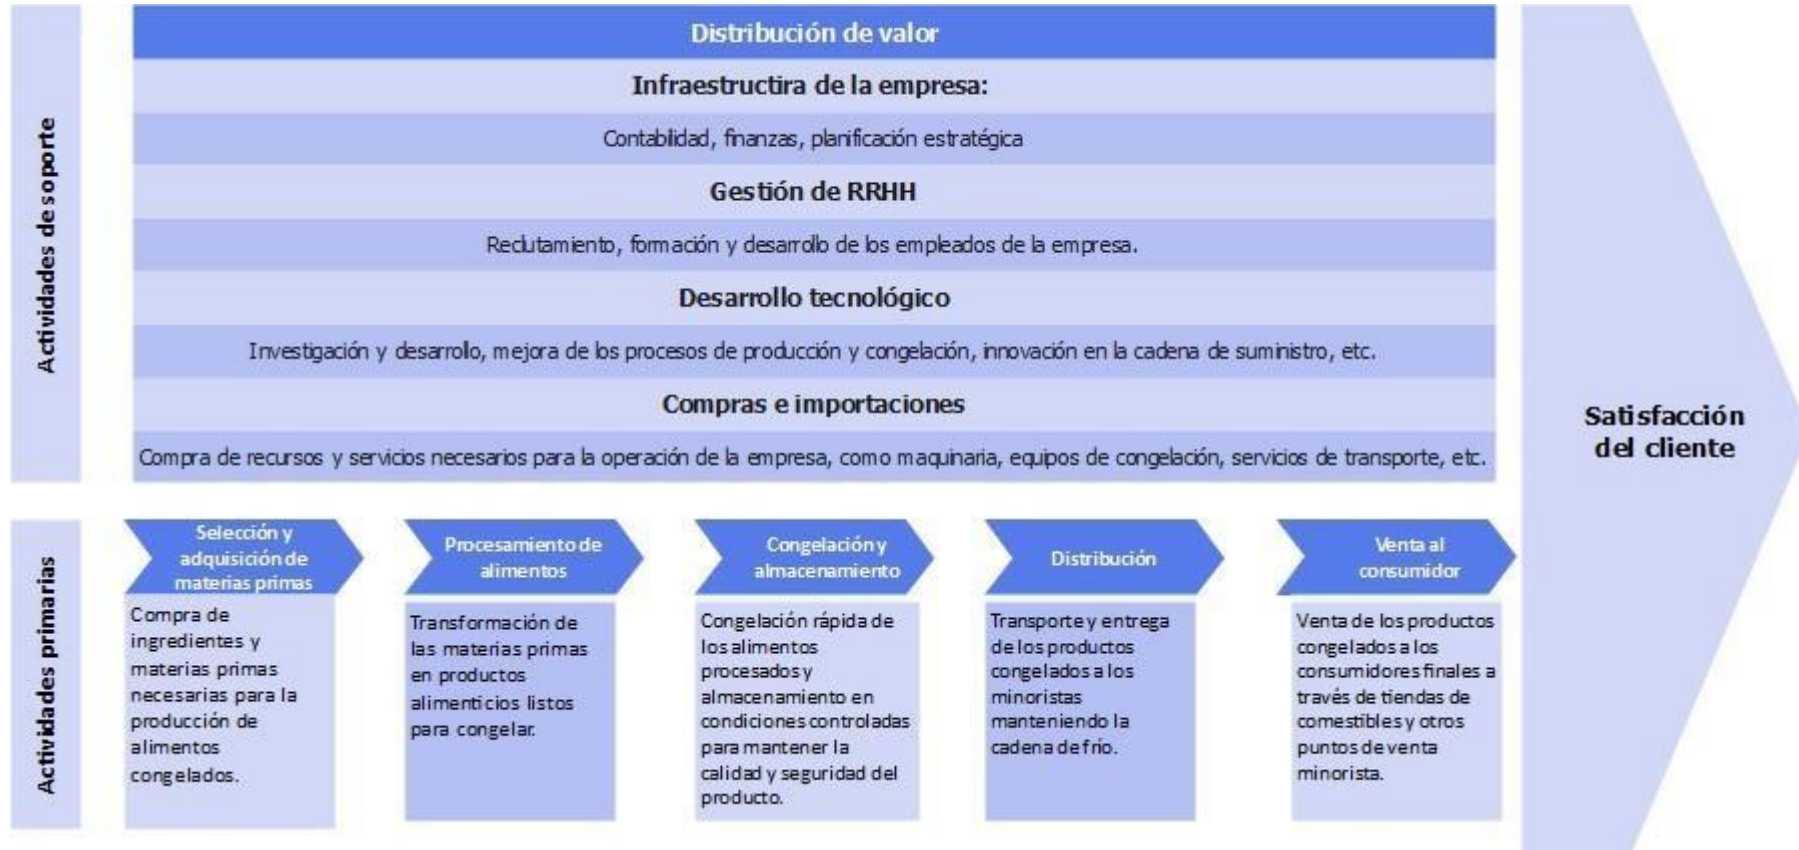 Distribución de valor
Infraestructira de la empresa:
Contabilidad, finanzas, planificación estratégica
Gestión de RRHH
Reclutamiento, formación y desarrollo de los empleados de la empresa.
Desarrollo tecnológico
Investigación y desarrollo, mejora de los procesos de producción y congelación, innovación en la cadena de suministro, etc.
Compras e importaciones
Compra de recursos y servicios necesarios para la operación de la empresa, como maquinaria, equipos de congelación, servicios de transporte, etc.
Actividades de soporte
Satisfacción
del cliente
Actividades primarias
Selección y
adquisición de
materias primas
Compra de
ingredientes y
materias primas
necesarias para la
producción de
alimentos
congelados.
Procesamiento de
alimentos
Transformación de
las materias primas
en productos
alimenticios listos
para congelar.
Congelación y
almacenamiento
Congelación rápida de
los alimentos
procesados y
almacenamiento en
condiciones controladas
para mantener la
calidad y seguridad del
producto.
Distribución
Transporte y entrega
de los productos
congelados a los
minoristas
manteniendo la
cadena de frío.
Venta al
consumidor
Venta de los productos
congelados a los
consumidores finales a
través de tiendas de
comestibles y otros
puntos de venta
minorista.